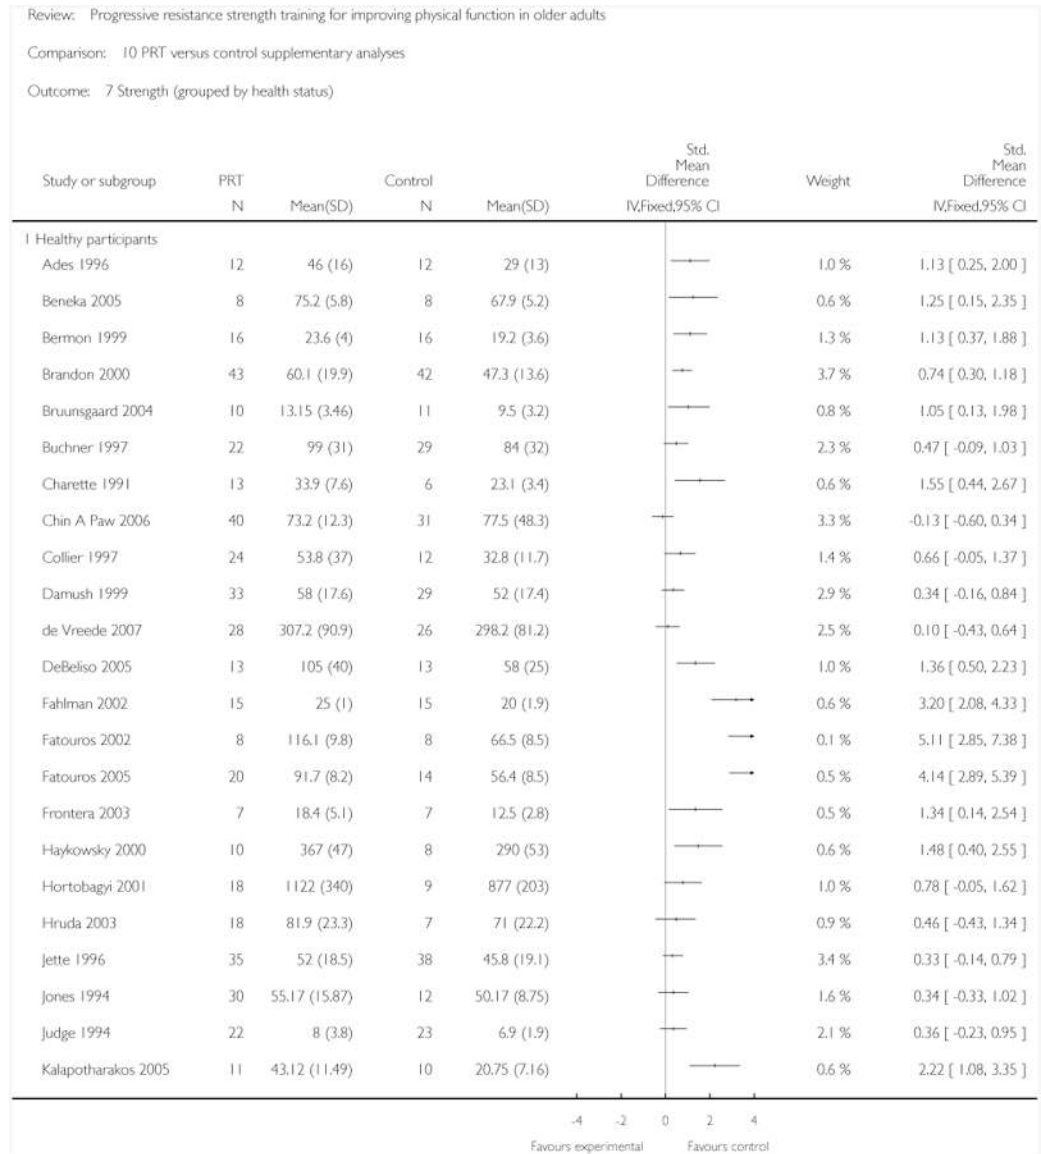 Review: Progressive resistance strength training for improving physical function in older adults
Comparison: 10 PRT versus control supplementary analyses
Outcome: 7 Strength (grouped by health status)
Std. Mean Difference Std. Mean Difference
Study or subgroup PRT Control Weight
N Mean(SD) N Mean(SD) IV,Fixed,95% CI IV,Fixed,95% CI
1 Healthy participants
Ades 1996 12 46 (16) 12 29 (13) 1.0 % 1.13 [ 0.25, 2.00 ]
Beneka 2005 8 75.2 (5.8) 8 67.9 (5.2) 0.6 % 1.25 [ 0.15, 2.35 ]
Bermon 1999 16 23.6 (4) 16 19.2 (3.6) 1.3 % 1.13 [ 0.37, 1.88 ]
Brandon 2000 43 60.1 (19.9) 42 47.3 (13.6) 3.7 % 0.74 [ 0.30, 1.18 ]
Bruunsgaard 2004 10 13.15 (3.46) 11 9.5 (3.2) 0.8 % 1.05 [ 0.13, 1.98 ]
Buchner 1997 22 99 (31) 29 84 (32) 2.3 % 0.47 [ -0.09, 1.03 ]
Charette 1991 13 33.9 (7.6) 6 23.1 (3.4) 0.6 % 1.55 [ 0.44, 2.67 ]
Chin A Paw 2006 40 73.2 (12.3) 31 77.5 (48.3) 3.3 % -0.13 [ -0.60, 0.34 ]
Collier 1997 24 53.8 (37) 12 32.8 (11.7) 1.4 % 0.66 [ -0.05, 1.37 ]
Damush 1999 33 58 (17.6) 29 52 (17.4) 2.9 % 0.34 [ -0.16, 0.84 ]
de Vreede 2007 28 307.2 (90.9) 26 298.2 (81.2) 2.5 % 0.10 [ -0.43, 0.64 ]
DeBeliso 2005 13 105 (40) 13 58 (25) 1.0 % 1.36 [ 0.50, 2.23 ]
Fahlman 2002 15 25 (1) 15 20 (1.9) 0.6 % 3.20 [ 2.08, 4.33 ]
Fatouros 2002 8 116.1 (9.8) 8 66.5 (8.5) 0.1 % 5.11 [ 2.85, 7.38 ]
Fatouros 2005 20 91.7 (8.2) 14 56.4 (8.5) 0.5 % 4.14 [ 2.89, 5.39 ]
Frontera 2003 7 18.4 (5.1) 7 12.5 (2.8) 0.5 % 1.34 [ 0.14, 2.54 ]
Haykowsky 2000 10 367 (47) 8 290 (53) 0.6 % 1.48 [ 0.40, 2.55 ]
Hortobagyi 2001 18 1122 (340) 9 877 (203) 1.0 % 0.78 [ -0.05, 1.62 ]
Hruda 2003 18 81.9 (23.3) 7 71 (22.2) 0.9 % 0.46 [ -0.43, 1.34 ]
Jette 1996 35 52 (18.5) 38 45.8 (19.1) 3.4 % 0.33 [ -0.14, 0.79 ]
Jones 1994 30 55.17 (15.87) 12 50.17 (8.75) 1.6 % 0.34 [ -0.33, 1.02 ]
Judge 1994 22 8 (3.8) 23 6.9 (1.9) 2.1 % 0.36 [ -0.23, 0.95 ]
Kalapotharakos 2005 11 43.12 (11.49) 10 20.75 (7.16) 0.6 % 2.22 [ 1.08, 3.35 ]
-4 -2 0 2 4
Favours experimental Favours control